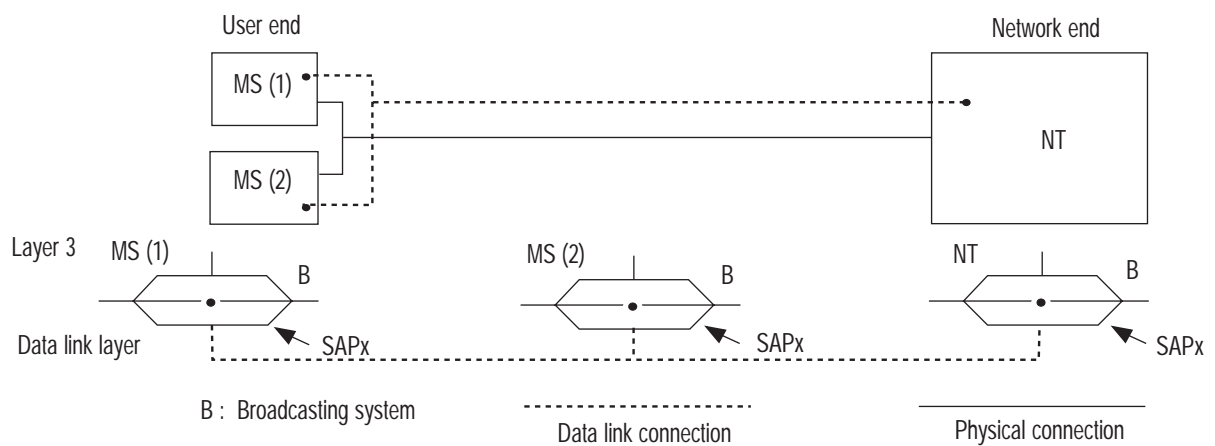 User end
Network end
MS (1)
NT
MS (2)
Layer 3
MS (1)
B
MS (2)
NT
B
Data link layer
SAPx
SAPx
SAPx
B : Broadcasting system
Data link connection
Physical connection